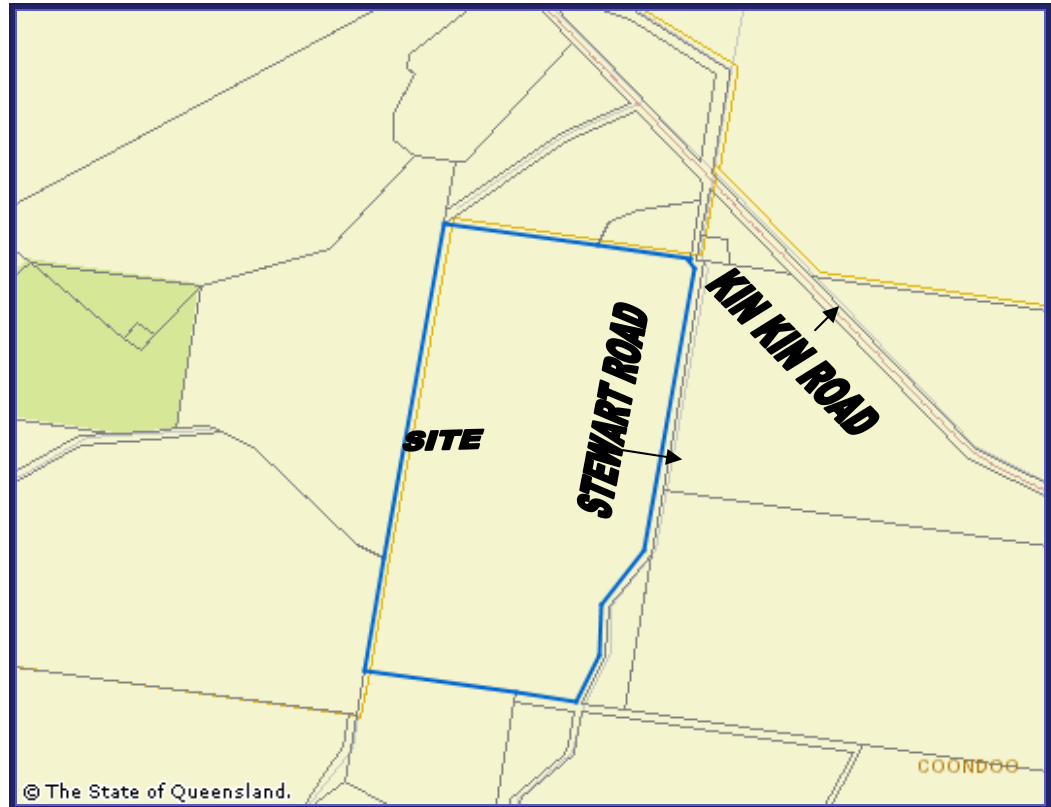 KIN KIN ROAD
STEWART ROAD
SITE
COONDOO
© The State of Queensland.